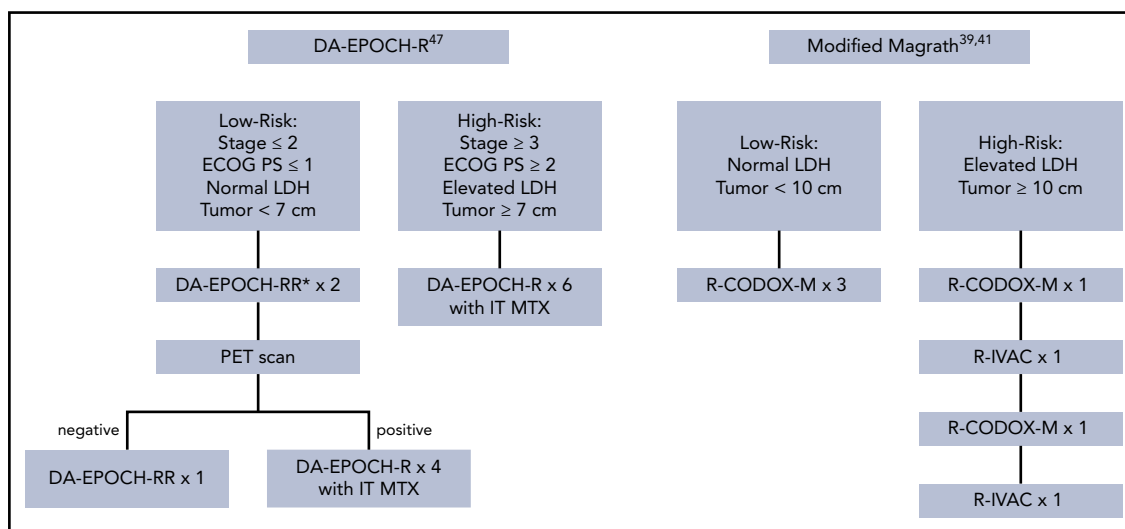 DA-EPOCH-R47
Low-Risk:
Stage ≤ 2
ECOG PS ≤ 1
Normal LDH
Tumor < 7 cm
High-Risk:
Stage ≥ 3
ECOG PS ≥ 2
Elevated LDH
Tumor ≥ 7 cm
DA-EPOCH-RR* x 2
DA-EPOCH-R x 6
with IT MTX
PET scan
negative
positive
DA-EPOCH-RR x 1
DA-EPOCH-R x 4
with IT MTX
Modified Magrath39,41
Low-Risk:
Normal LDH
Tumor < 10 cm
High-Risk:
Elevated LDH
Tumor ≥ 10 cm
R-CODOX-M x 3
R-CODOX-M x 1
R-IVAC x 1
R-CODOX-M x 1
R-IVAC x 1